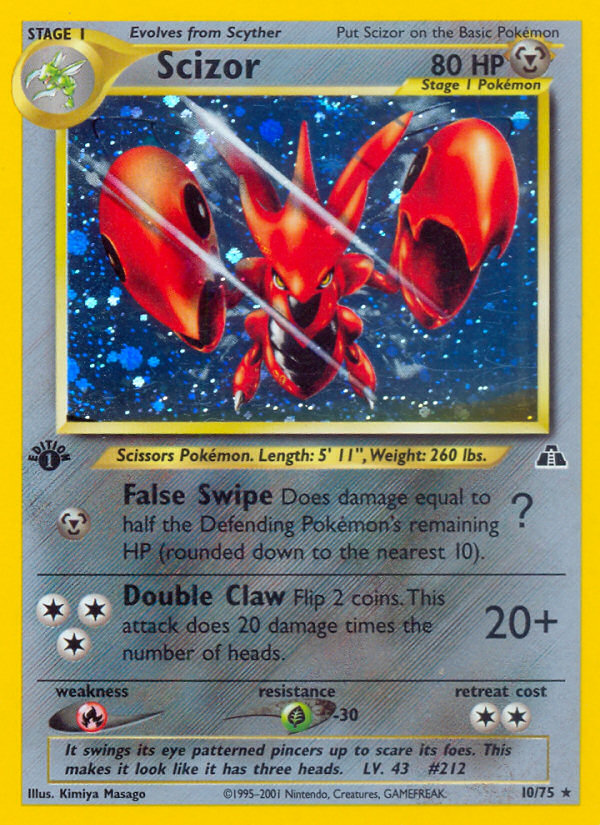 STAGE 1 Evolves from Scyther Put Scizor on the Basic Pokémon
Scizor 80 HP
Stage 1 Pokémon
EDITION
1
Scissors Pokémon. Length: 5' 11", Weight: 260 lbs.
False Swipe Does damage equal to
half the Defending Pokémon's remaining
HP (rounded down to the nearest 10).
?
Double Claw Flip 2 coins. This
attack does 20 damage times the
number of heads.
20+
weakness resistance retreat cost
-30
It swings its eye patterned pincers up to scare its foes. This
makes it look like it has three heads. LV. 43 #212
Illus. Kimiya Masago ©1995-2001 Nintendo, Creatures, GAMEFREAK. 10/75 ★